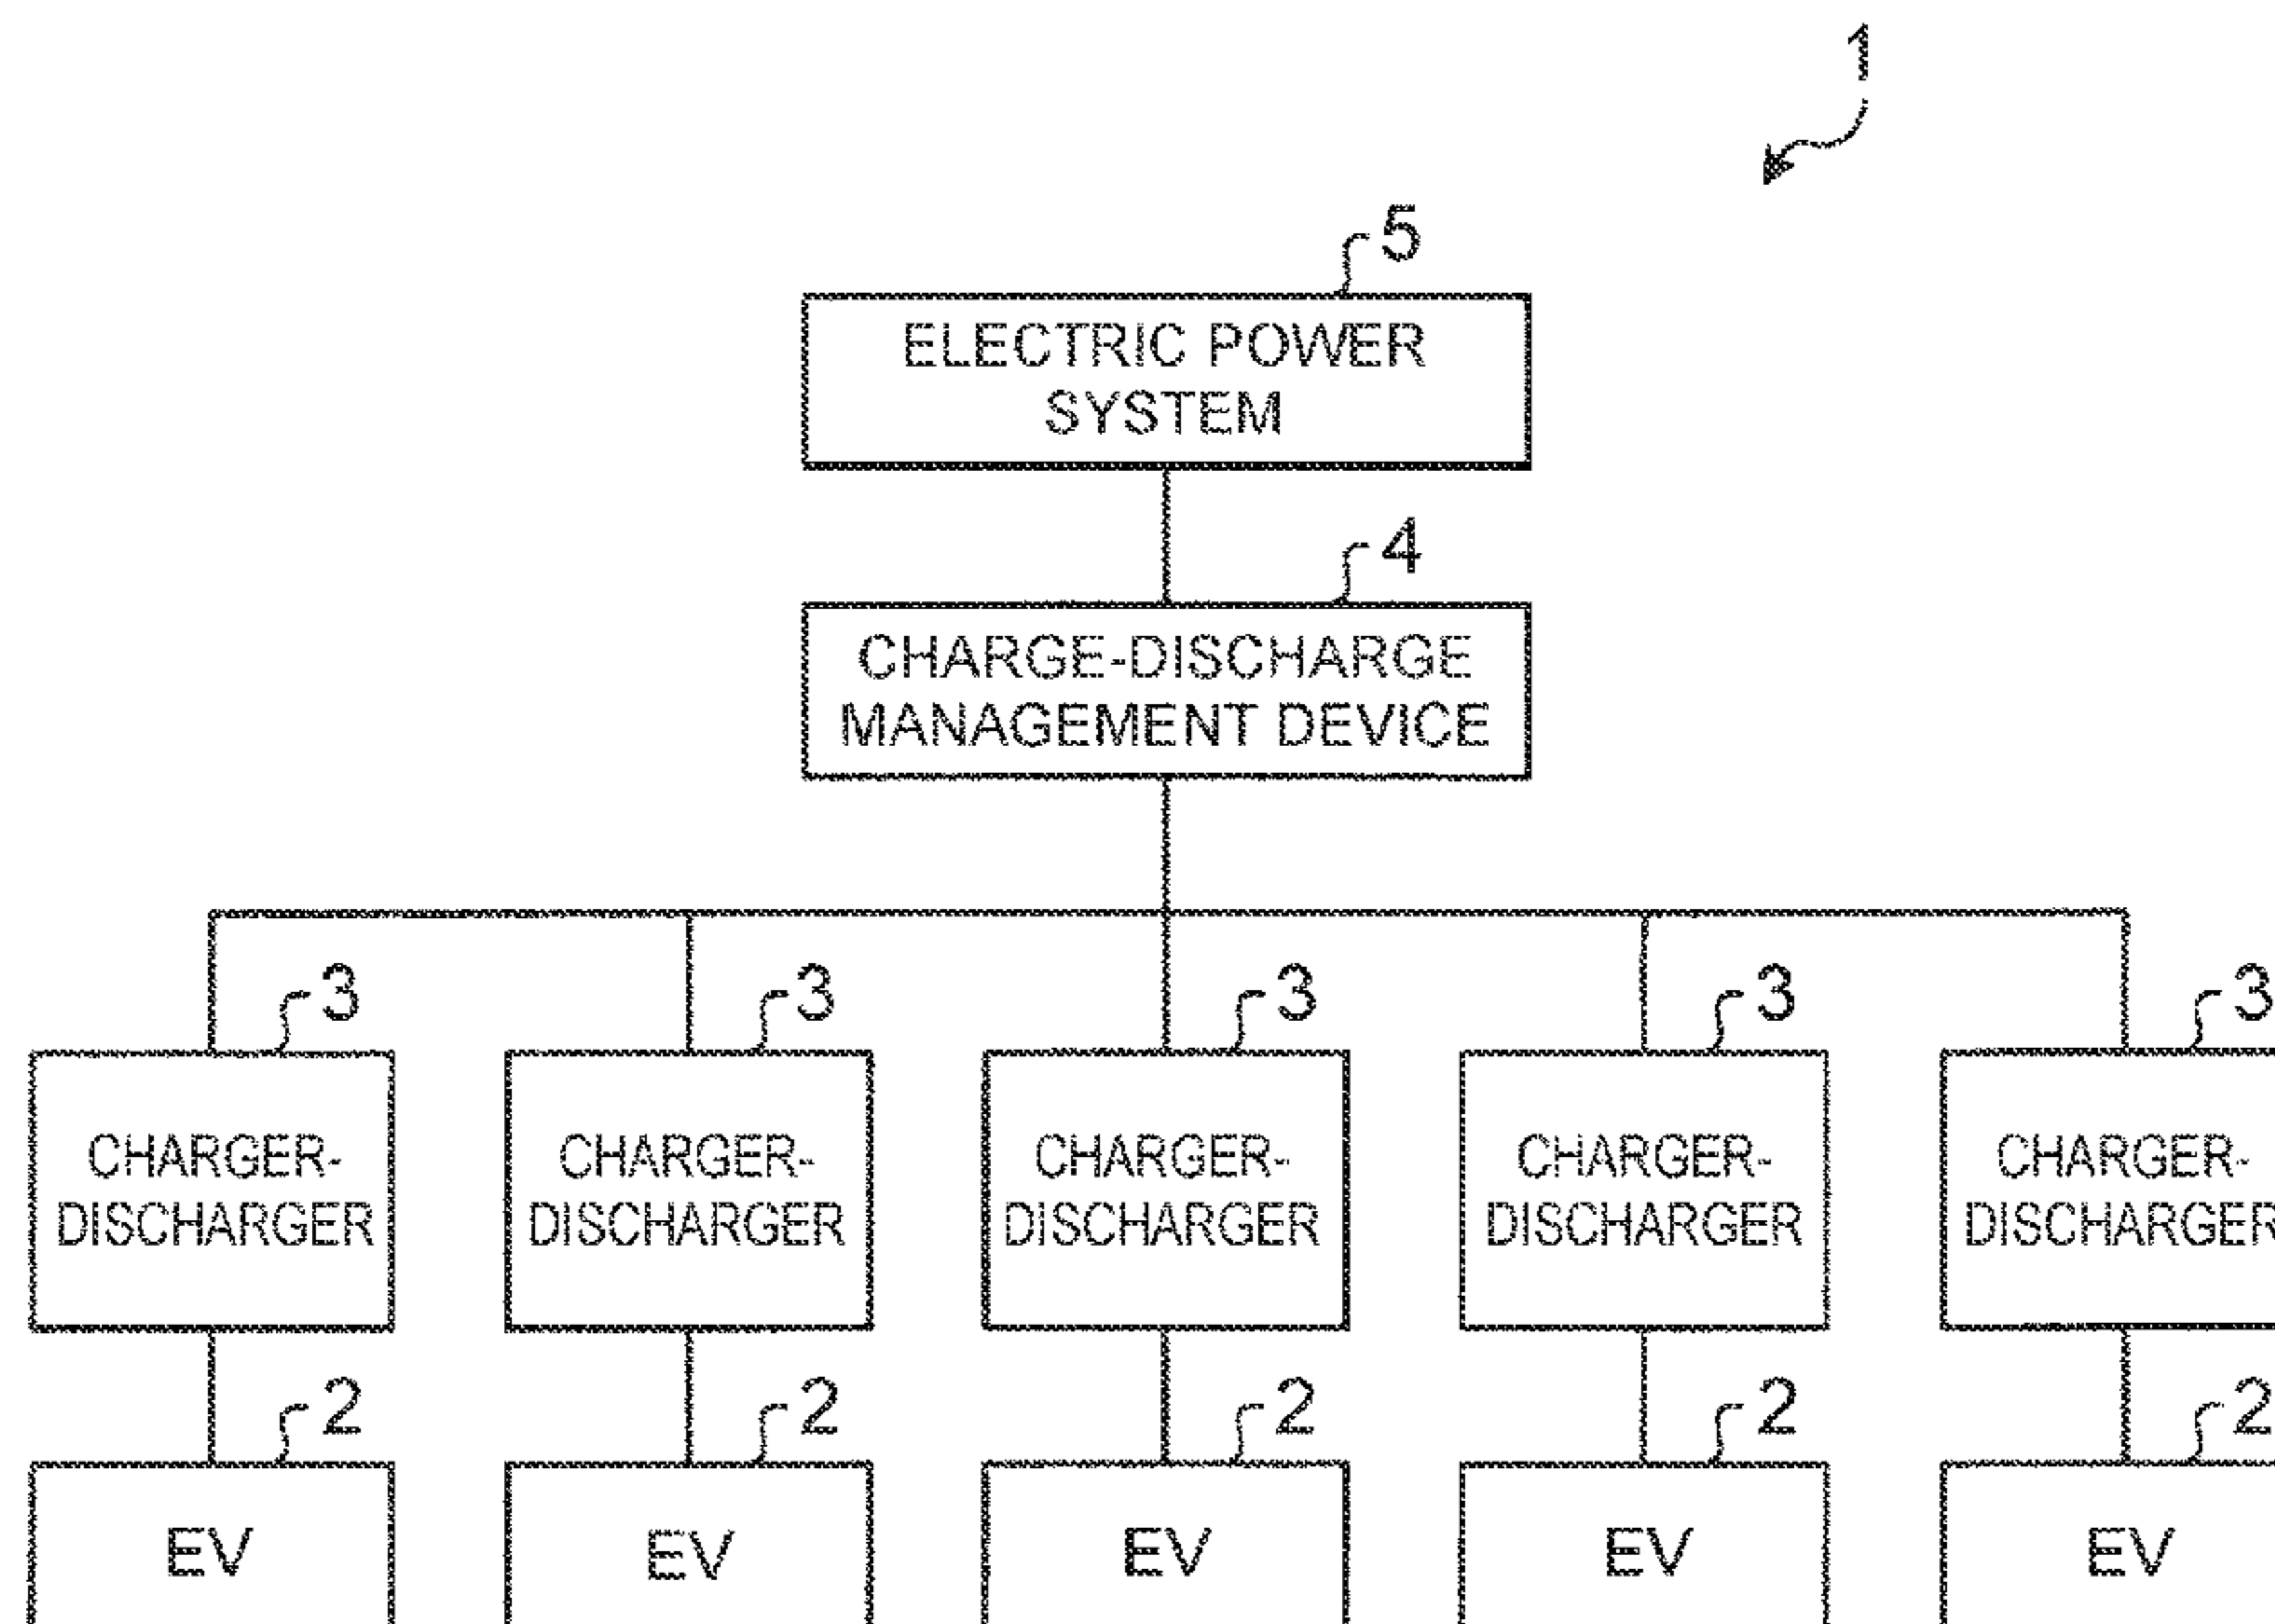 1
5
ELECTRIC POWER
SYSTEM
4
CHARGE-DISCHARGE
MANAGEMENT DEVICE
3 3 3 3 3
CHARGER- CHARGER- CHARGER- CHARGER- CHARGER-
DISCHARGER DISCHARGER DISCHARGER DISCHARGER DISCHARGER
2 2 2 2 2
EV EV EV EV EV